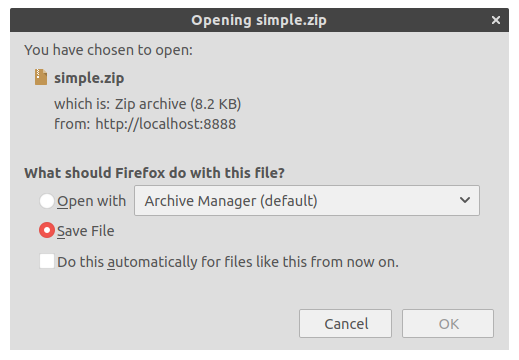 Opening simple.zip ×
You have chosen to open:
simple.zip
which is: Zip archive (8.2 KB)
from: http://localhost:8888
What should Firefox do with this file?
Open with Archive Manager (default)
Save File
Do this automatically for files like this from now on.
Cancel OK